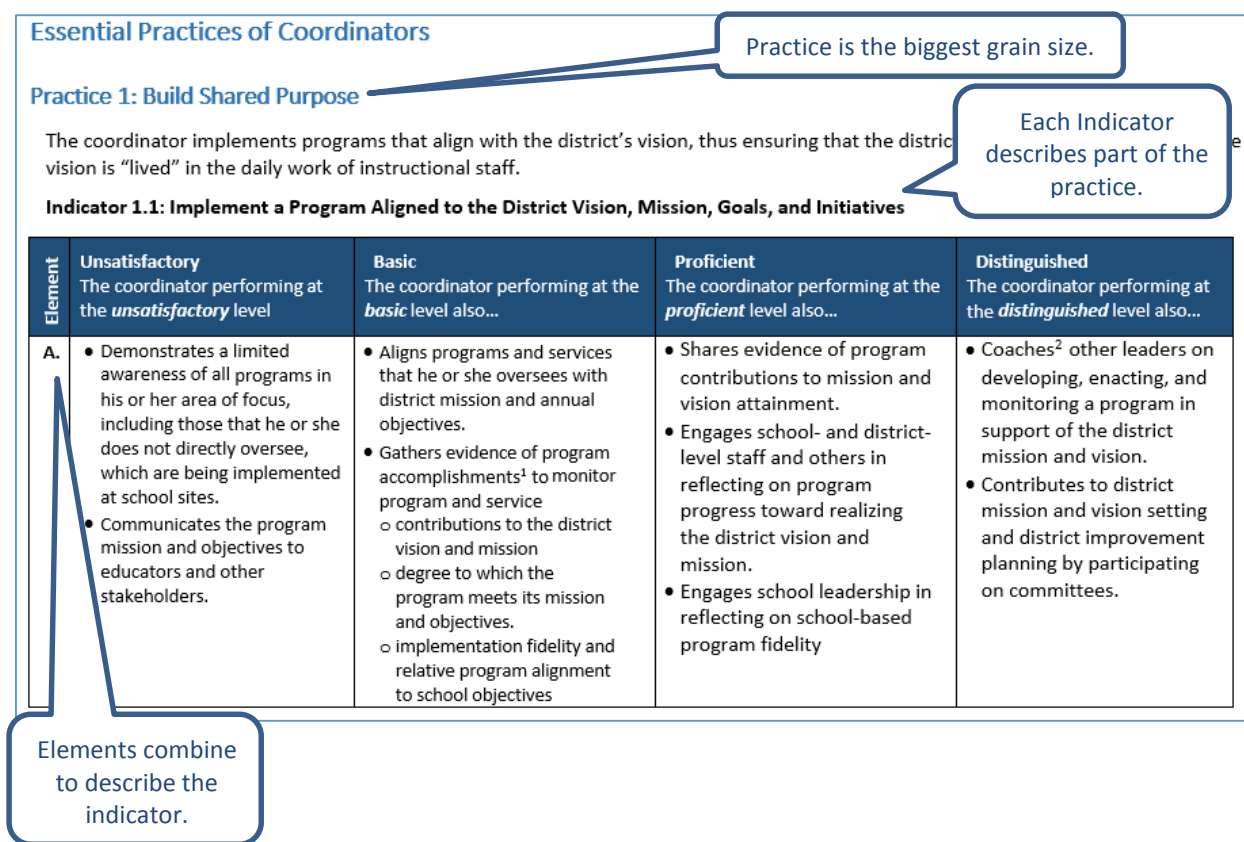 Essential Practices of Coordinators
Practice is the biggest grain size.
Practice 1: Build Shared Purpose
Each Indicator
describes part of the
practice.
The coordinator implements programs that align with the district's vision, thus ensuring that the distric
e
vision is “lived” in the daily work of instructional staff.
Indicator 1.1: Implement a Program Aligned to the District Vision, Mission, Goals, and Initiatives
Element
Unsatisfactory
The coordinator performing at
the unsatisfactory level
Basic
The coordinator performing at the
basic level also...
Proficient
The coordinator performing at the
proficient level also...
Distinguished
The coordinator performing at
the distinguished level also...
A.
• Demonstrates a limited
awareness of all programs in
his or her area of focus,
including those that he or she
does not directly oversee,
which are being implemented
at school sites.
• Communicates the program
mission and objectives to
educators and other
stakeholders.
• Aligns programs and services
that he or she oversees with
district mission and annual
objectives.
• Gathers evidence of program
accomplishments¹ to monitor
program and service
o contributions to the district
vision and mission
o degree to which the
program meets its mission
and objectives.
o implementation fidelity and
relative program alignment
to school objectives
• Shares evidence of program
contributions to mission and
vision attainment.
• Engages school- and district-
level staff and others in
reflecting on program
progress toward realizing
the district vision and
mission.
• Engages school leadership in
reflecting on school-based
program fidelity
• Coaches² other leaders on
developing, enacting, and
monitoring a program in
support of the district
mission and vision.
• Contributes to district
mission and vision setting
and district improvement
planning by participating
on committees.
Elements combine
to describe the
indicator.